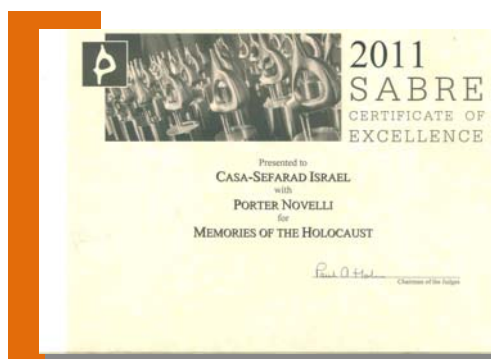 2011
SABRE
CERTIFICATE OF
EXCELLENCE
Presented to
CASA-SEFARAD ISRAEL
with
PORTER NOVELLI
for
MEMORIES OF THE HOLOCAUST
Chairman of the Judges